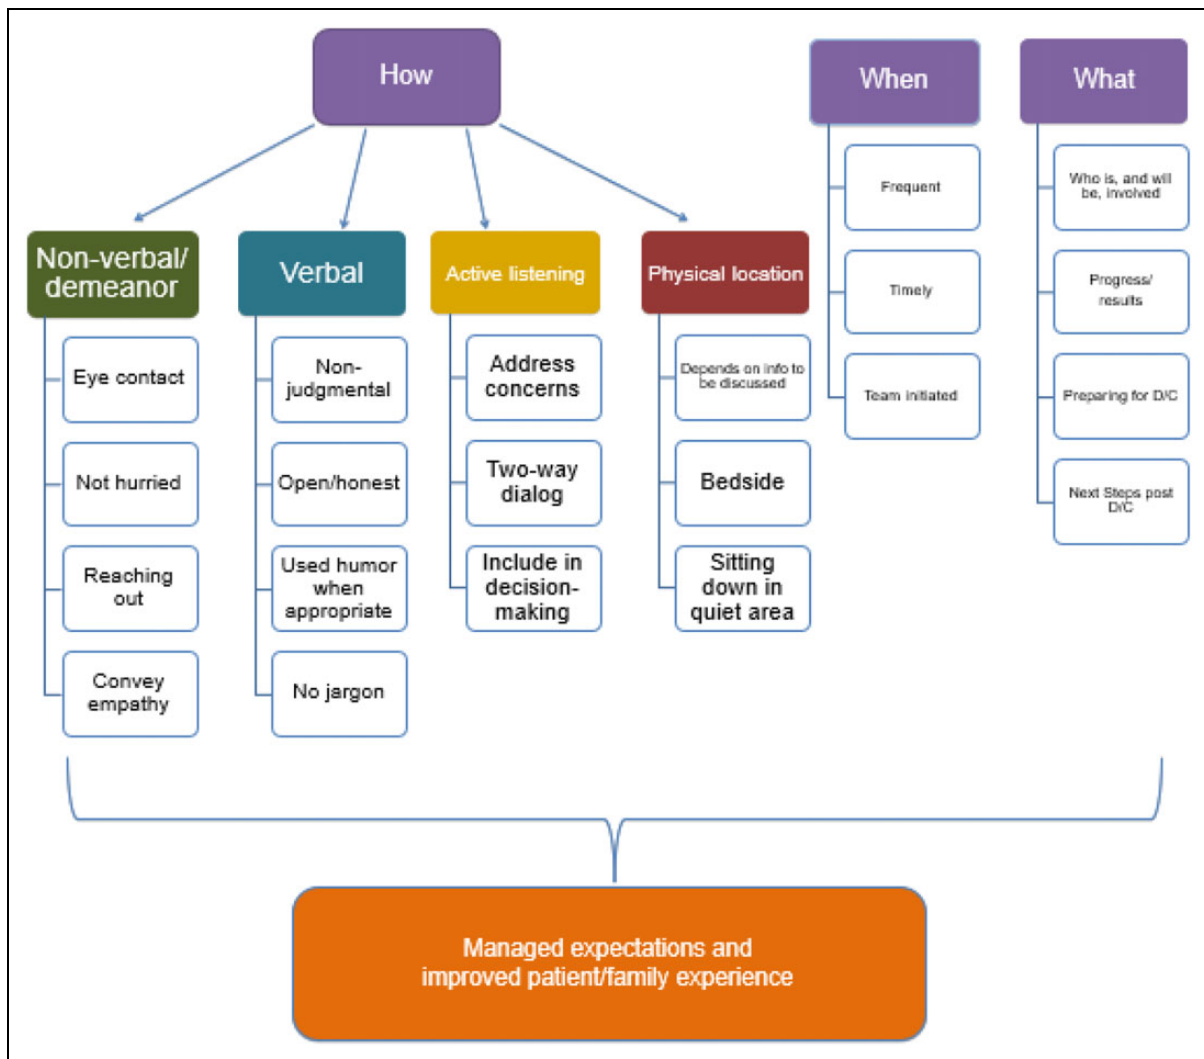 How
When
What
Non-verbal/
demeanor
Eye contact
Not hurried
Reaching
out
Convey
empathy
Verbal
Non-
judgmental
Open/honest
Used humor
when
appropriate
No jargon
Active listening
Address
concerns
Two-way
dialog
Include in
decision-
making
Physical location
Depends on info to
be discussed
Bedside
Sitting
down in
quiet area
Frequent
Timely
Team initiated
Who is, and will
be, involved
Progress/
results
Preparing for D/C
Next Steps post
D/C
Managed expectations and
improved patient/family experience